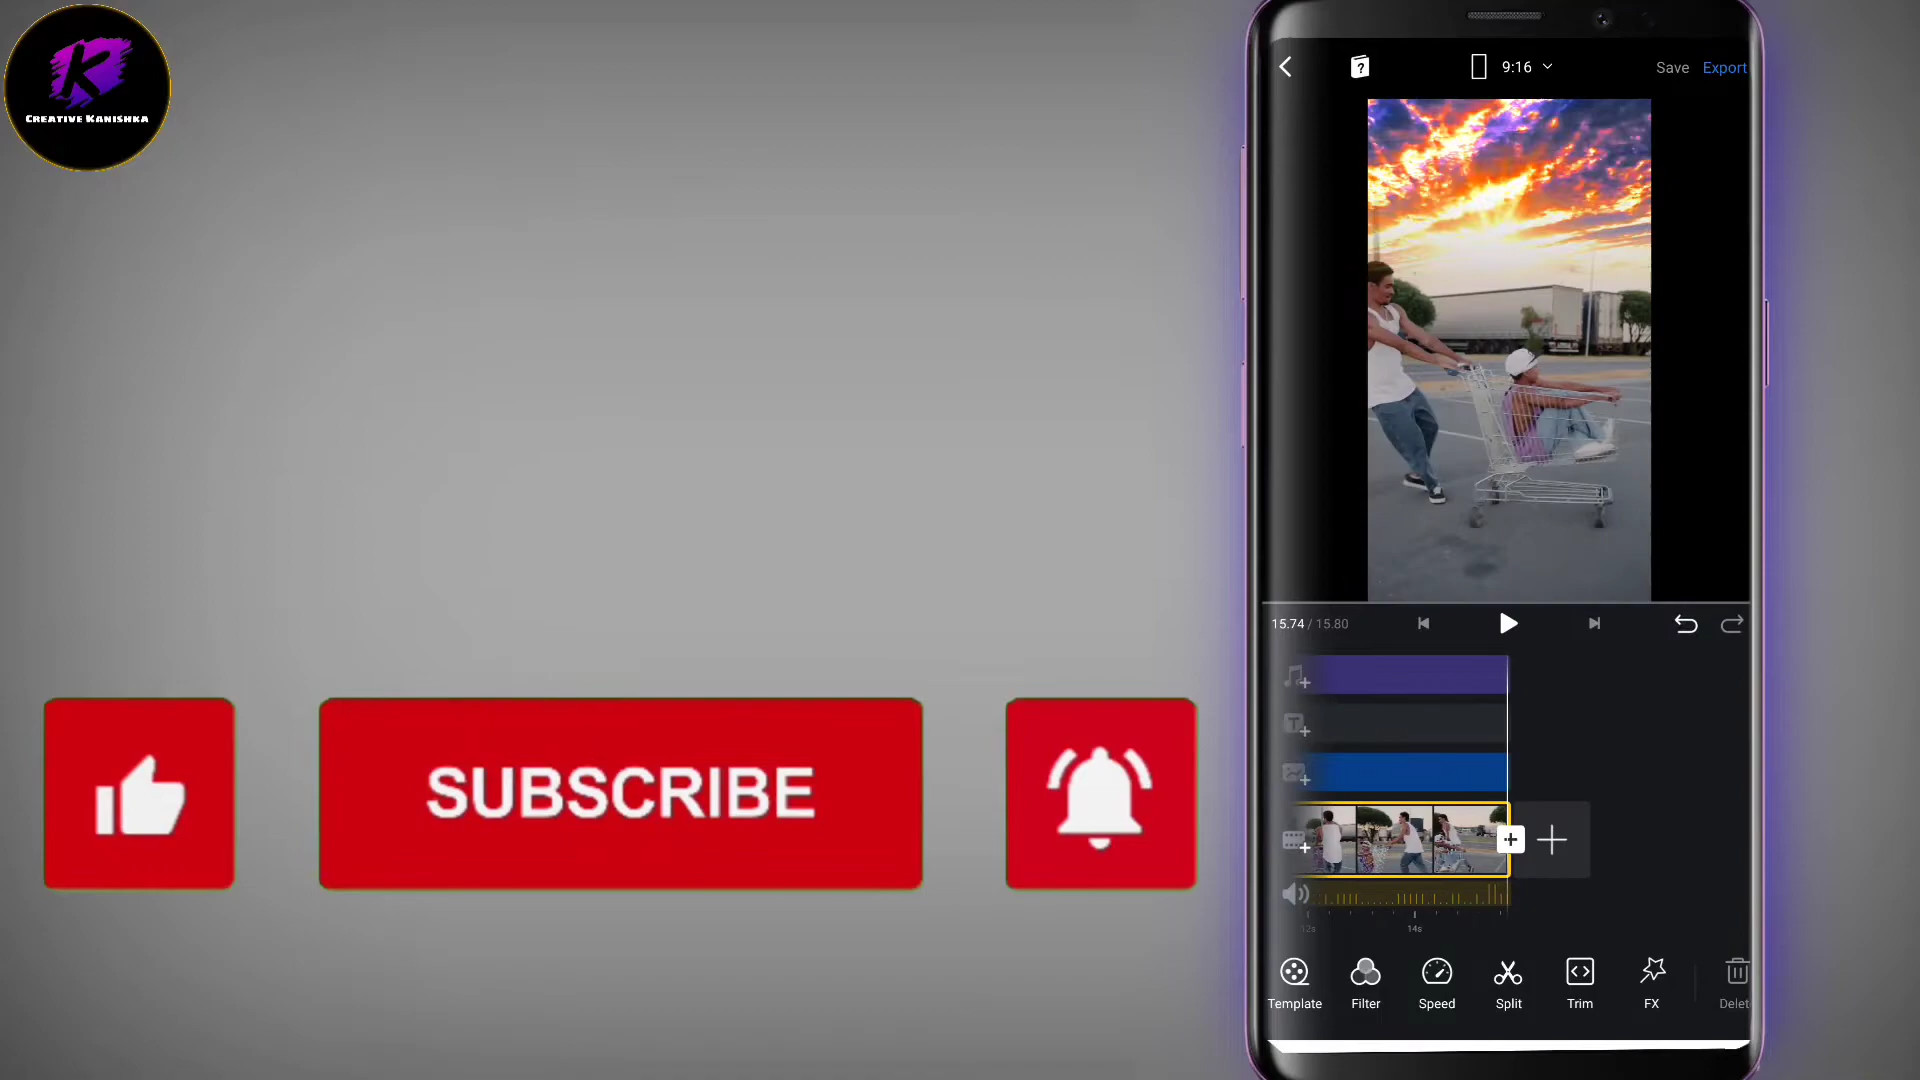 K
CREATIVE KANISHKA
9:16
Save
Export
15.74 / 15.80
T
SUBSCRIBE
12s
14s
Template
Filter
Speed
Split
Trim
FX
Delet